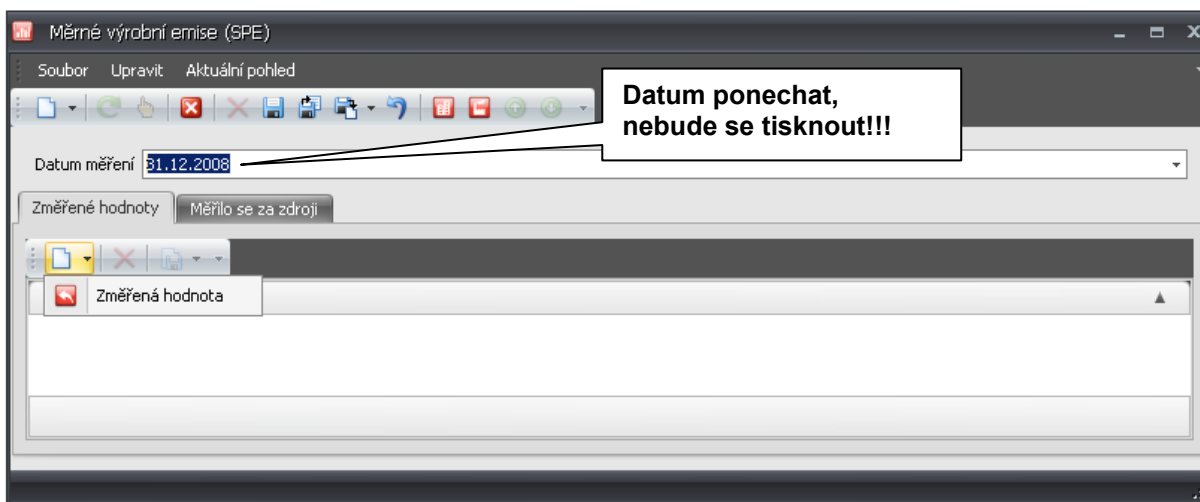 Měrné výrobní emise (SPE)
Soubor Upravit Aktuální pohled
Datum ponechat,
nebude se tisknout!!!
Datum měření 31.12.2008
Změřené hodnoty Měřilo se za zdroji
Změřená hodnota